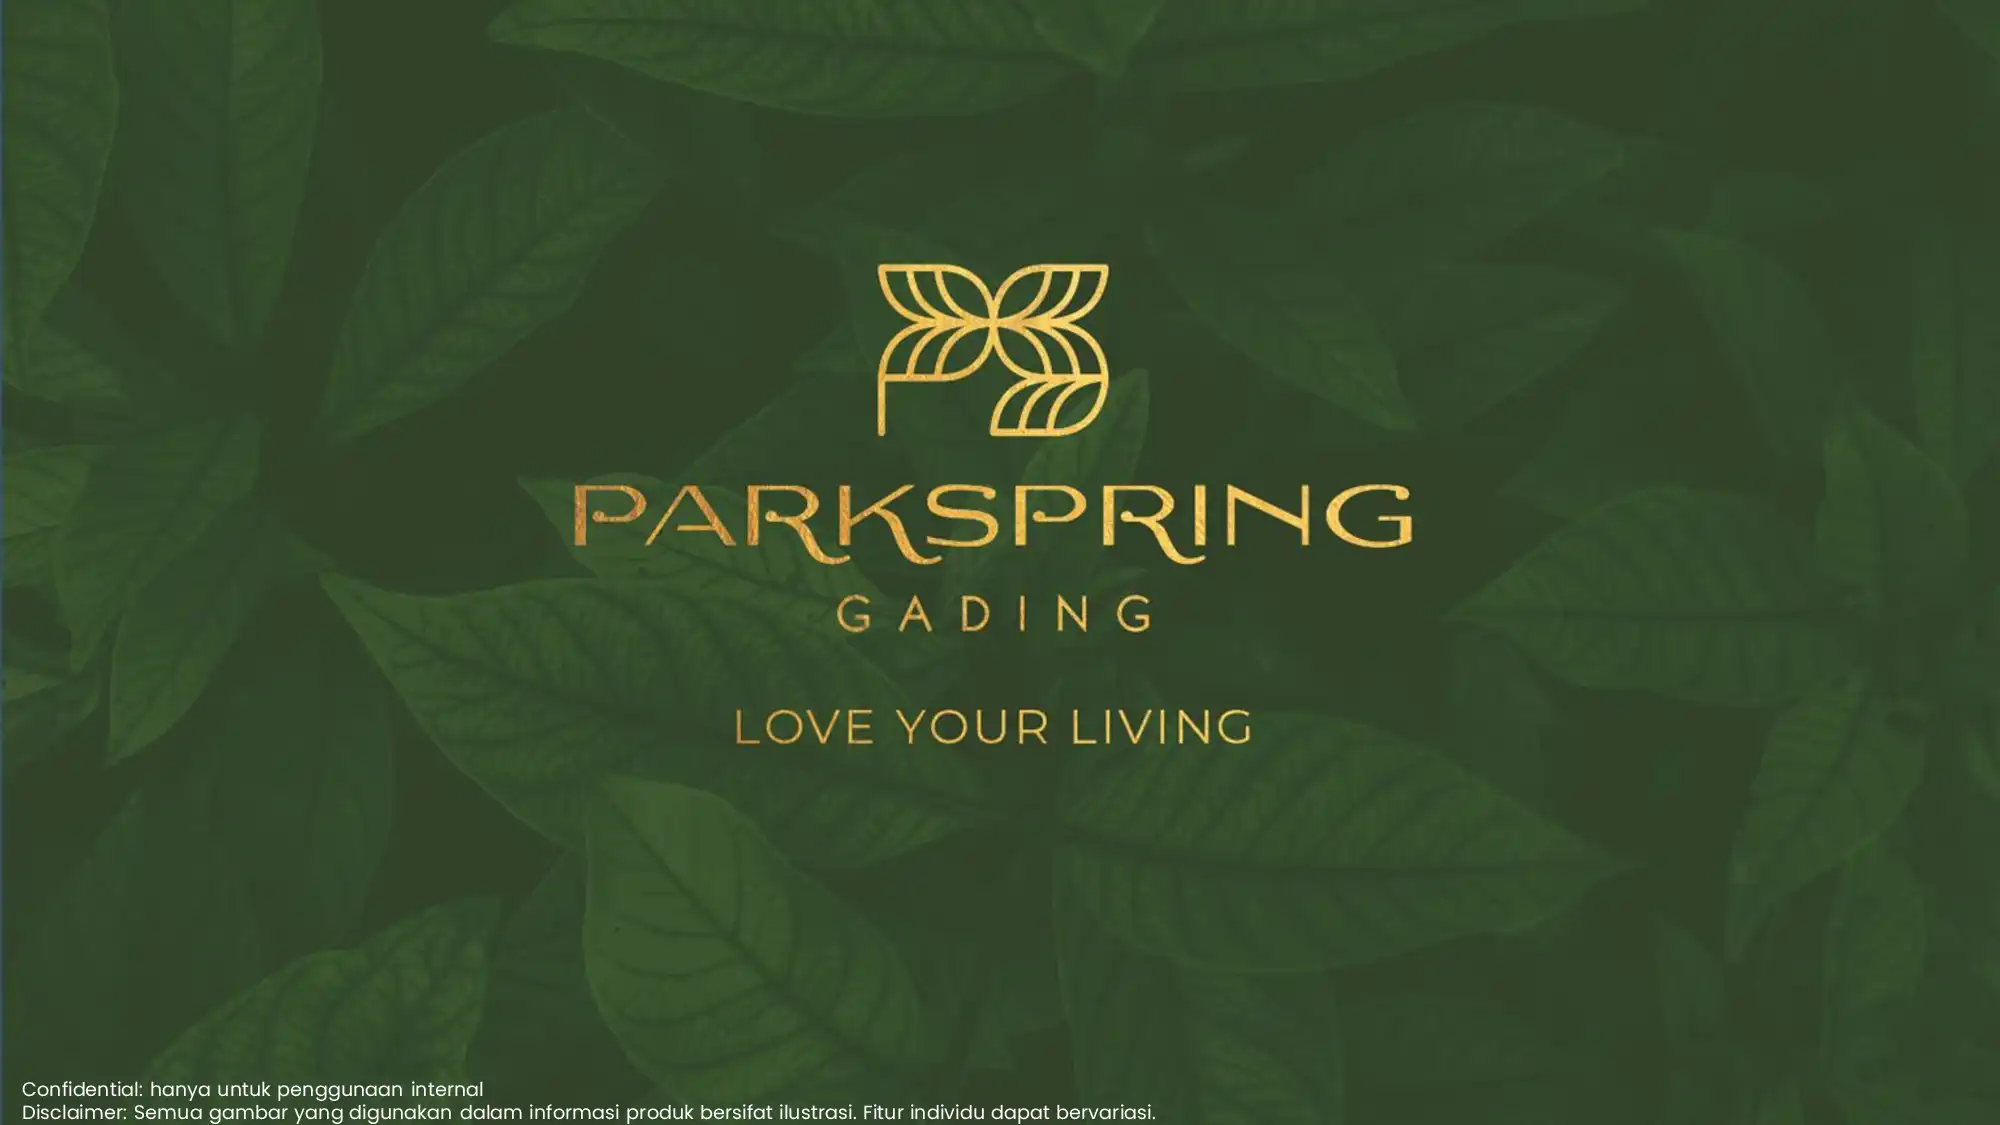 PARKSPRING
GADING
LOVE YOUR LIVING
Confidential: hanya untuk penggunaan internal
Disclaimer: Semua gambar yang digunakan dalam informasi produk bersifat ilustrasi. Fitur individu dapat bervariasi.